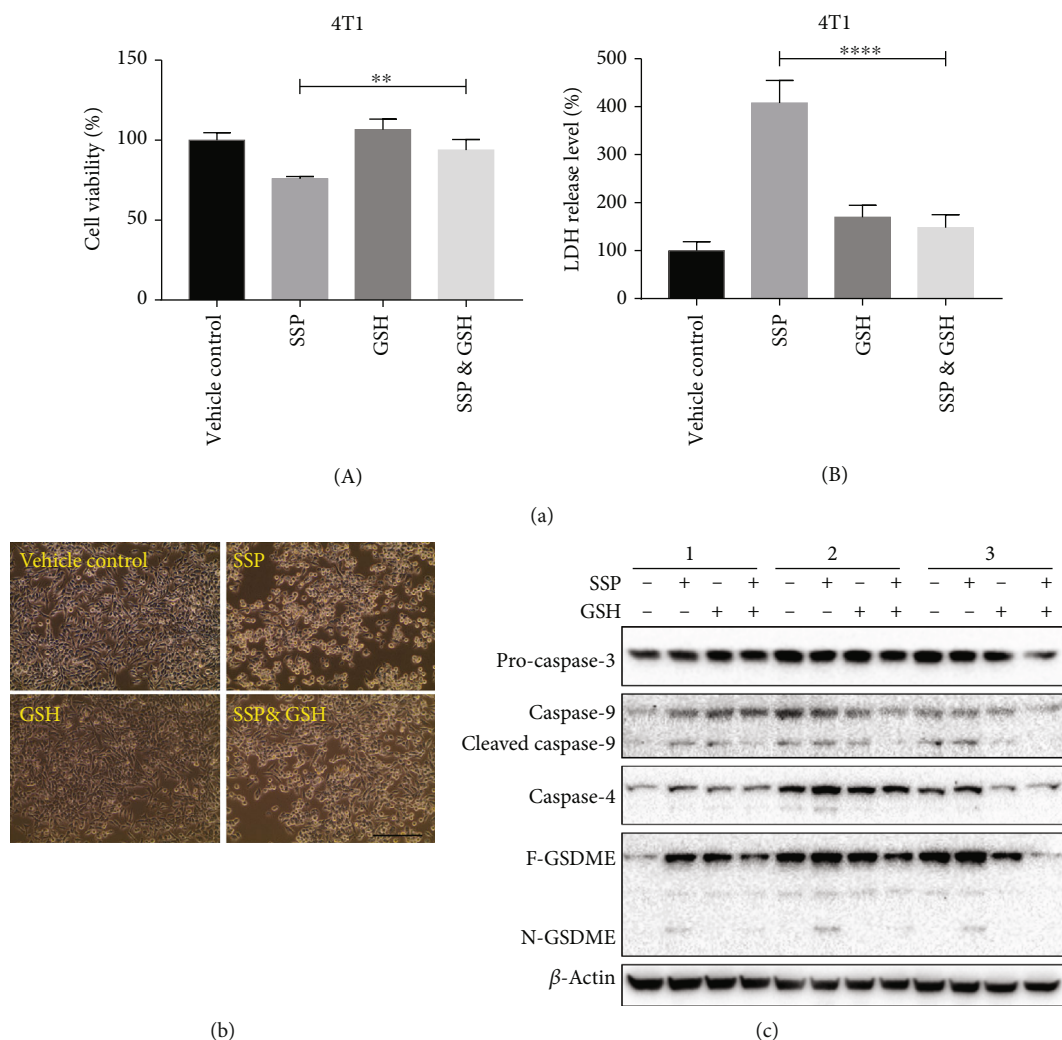 4T1
150
100
50
0
Cell viability (%)
**
Vehicle control
SSP
GSH
SSP & GSH
(A)
4T1
500
400
300
200
100
0
LDH release level (%)
****
Vehicle control
SSP
GSH
SSP & GSH
(B)
(a)
Vehicle control
SSP
GSH
SSP& GSH
(b)
1 2 3
SSP – + – + – + – + – + – +
GSH – – + + – – + + – – + +
Pro-caspase-3
Caspase-9
Cleaved caspase-9
Caspase-4
F-GSDME
N-GSDME
β-Actin
(c)